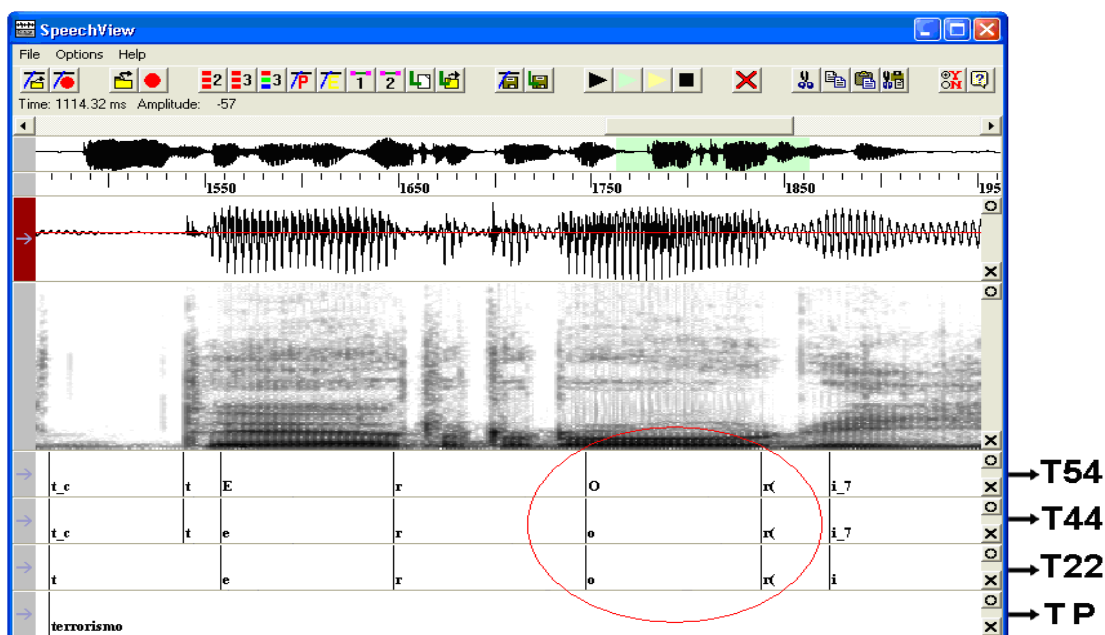 SpeechView
File Options Help
2 3 3 P E 1 2
Time: 1114.32 ms Amplitude: -57
1550 1650 1750 1850 195
t_c t E r O r( i_7
T54
t_c t e r o r( i_7
T44
t e r o r( i
T22
terrorismo
T P